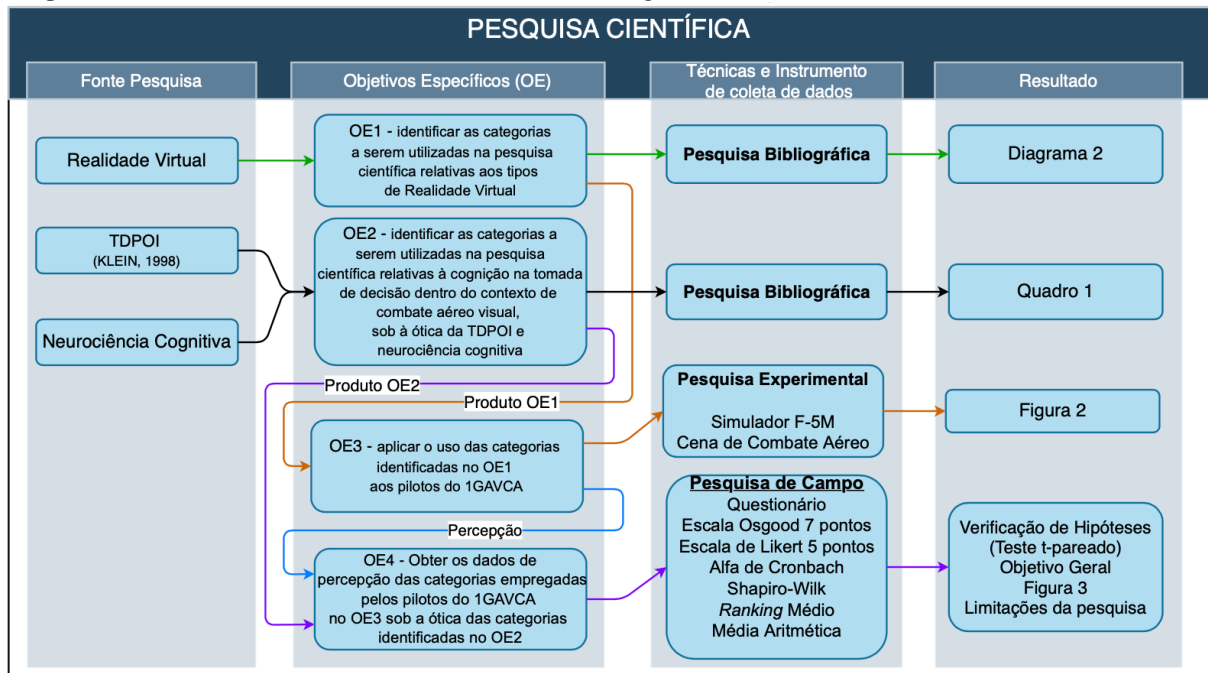 PESQUISA CIENTÍFICA
Fonte Pesquisa
Objetivos Específicos (OE)
Técnicas e Instrumento
de coleta de dados
Resultado
Realidade Virtual
OE1 - identificar as categorias
a serem utilizadas na pesquisa
científica relativas aos tipos
de Realidade Virtual
Pesquisa Bibliográfica
Diagrama 2
TDPOI
(KLEIN, 1998)
Neurociência Cognitiva
OE2 - identificar as categorias a
serem utilizadas na pesquisa
científica relativas à cognição na tomada
de decisão dentro do contexto de
combate aéreo visual,
sob à ótica da TDPOI e
neurociência cognitiva
Pesquisa Bibliográfica
Quadro 1
Produto OE2
Produto OE1
OE3 - aplicar o uso das categorias
identificadas no OE1
aos pilotos do 1GAVCA
Pesquisa Experimental
Simulador F-5M
Cena de Combate Aéreo
Figura 2
Percepção
OE4 - Obter os dados de
percepção das categorias empregadas
pelos pilotos do 1GAVCA
no OE3 sob a ótica das categorias
identificadas no OE2
Pesquisa de Campo
Questionário
Escala Osgood 7 pontos
Escala de Likert 5 pontos
Alfa de Cronbach
Shapiro-Wilk
Ranking Médio
Média Aritmética
Verificação de Hipóteses
(Teste t-pareado)
Objetivo Geral
Figura 3
Limitações da pesquisa